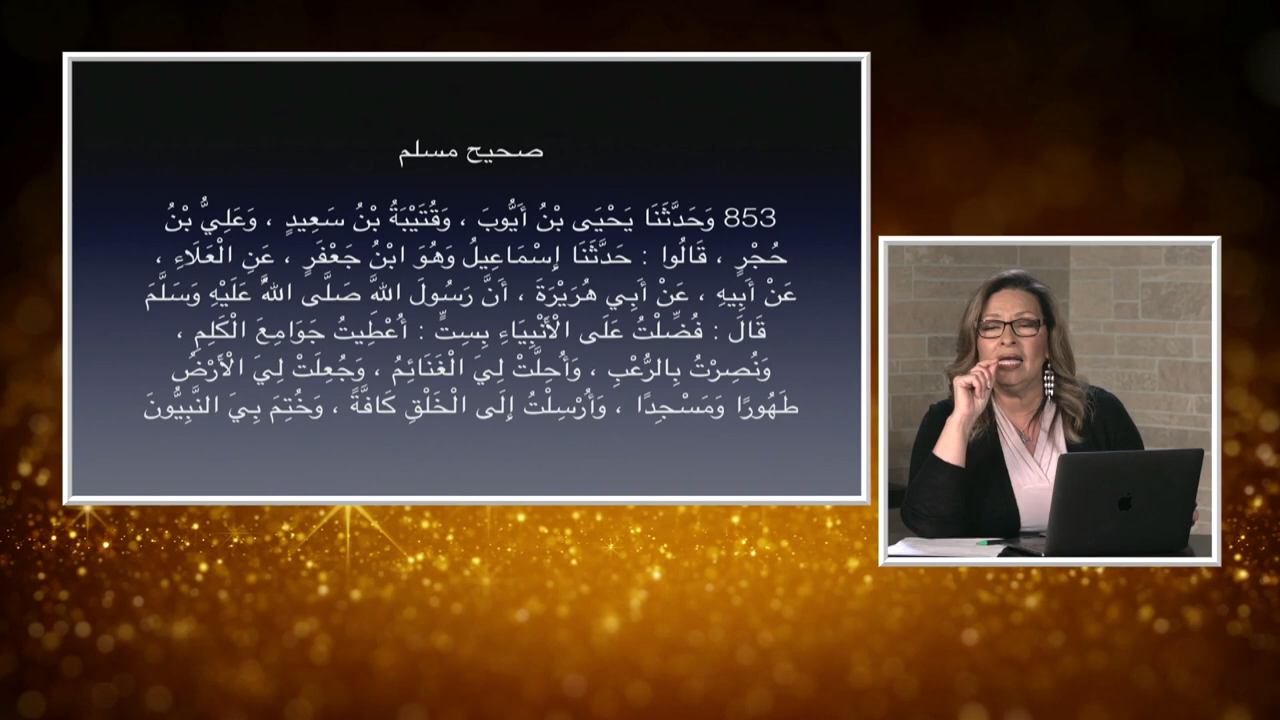 صحيح مسلم
853 وَحَدَّثَنَا يَحْيَى بْنُ أَيُّوبَ ، وَقُتَيْبَةُ بْنُ سَعِيدٍ ، وَعَلِيُّ بْنُ
حُجْرٍ ، قَالُوا : حَدَّثَنَا إِسْمَاعِيلُ وَهُوَ ابْنُ جَعْفَرٍ ، عَنِ الْعَلَاءِ ،
عَنْ أَبِيهِ ، عَنْ أَبِي هُرَيْرَةَ ، أَنَّ رَسُولَ اللَّهِ صَلَّى اللَّهُ عَلَيْهِ وَسَلَّمَ
قَالَ : فُضِّلْتُ عَلَى الْأَنْبِيَاءِ بِسِتٍّ : أُعْطِيتُ جَوَامِعَ الْكَلِمِ ،
وَنُصِرْتُ بِالرُّعْبِ ، وَأُحِلَّتْ لِيَ الْغَنَائِمُ ، وَجُعِلَتْ لِيَ الْأَرْضُ
طَهُورًا وَمَسْجِدًا ، وَأُرْسِلْتُ إِلَى الْخَلْقِ كَافَّةً ، وَخُتِمَ بِيَ النَّبِيُّونَ